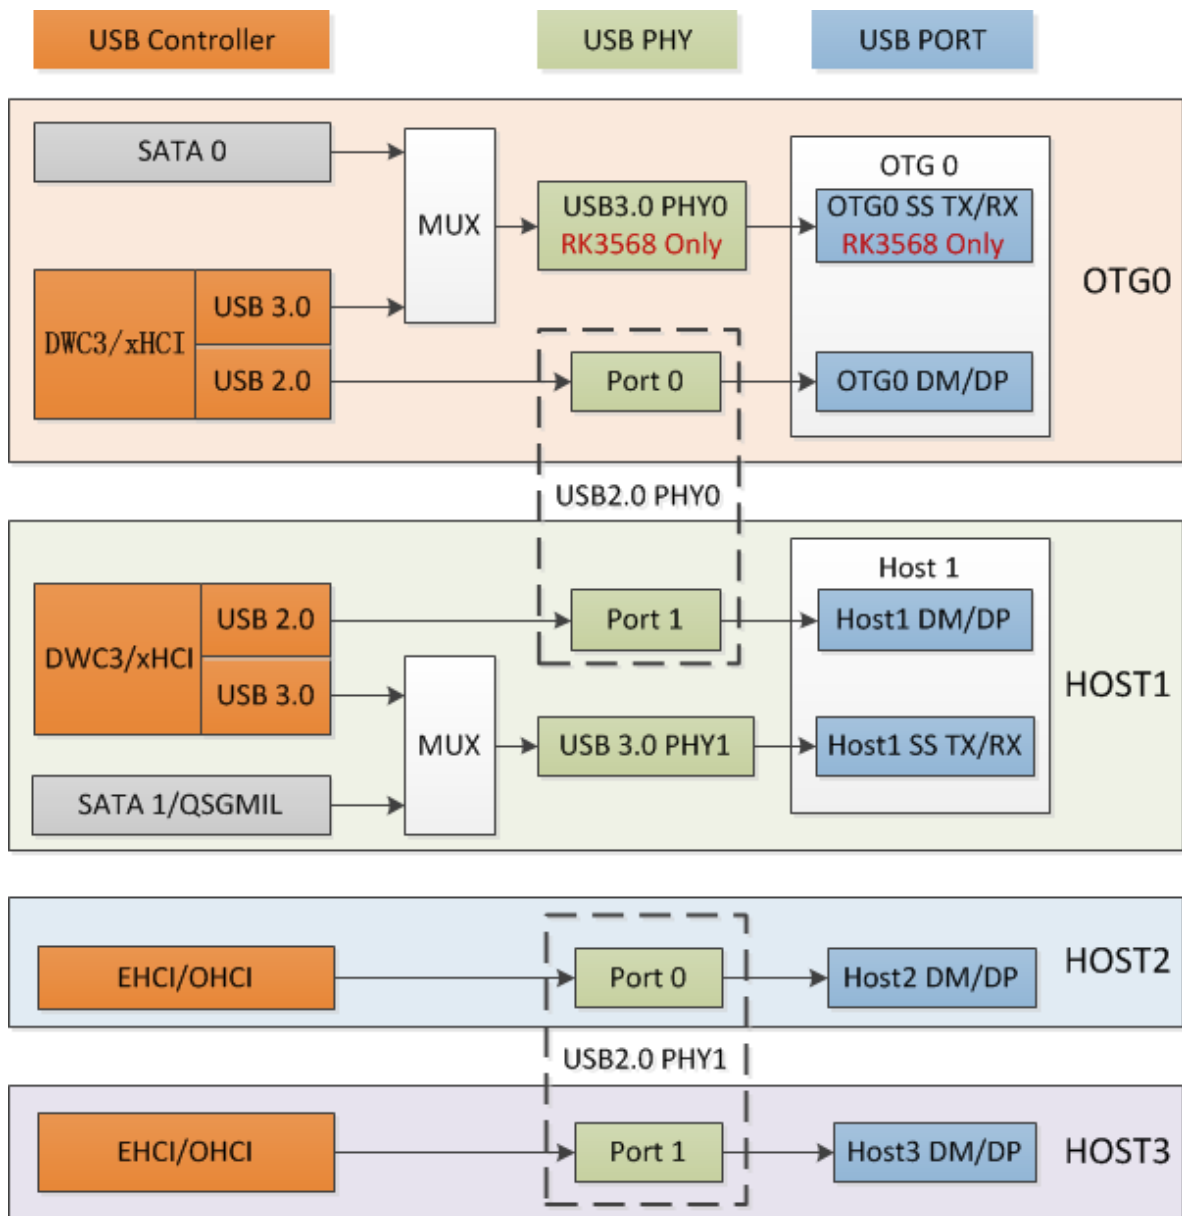 USB Controller
USB PHY
USB PORT
SATA 0
MUX
USB3.0 PHY0
RK3568 Only
OTG 0
OTG0 SS TX/RX
RK3568 Only
OTG0
DWC3/xHCI
USB 3.0
USB 2.0
Port 0
OTG0 DM/DP
USB2.0 PHY0
Host 1
DWC3/xHCI
USB 2.0
USB 3.0
Port 1
Host1 DM/DP
HOST1
MUX
USB 3.0 PHY1
Host1 SS TX/RX
SATA 1/QSGMIL
EHCI/OHCI
Port 0
Host2 DM/DP
HOST2
USB2.0 PHY1
EHCI/OHCI
Port 1
Host3 DM/DP
HOST3